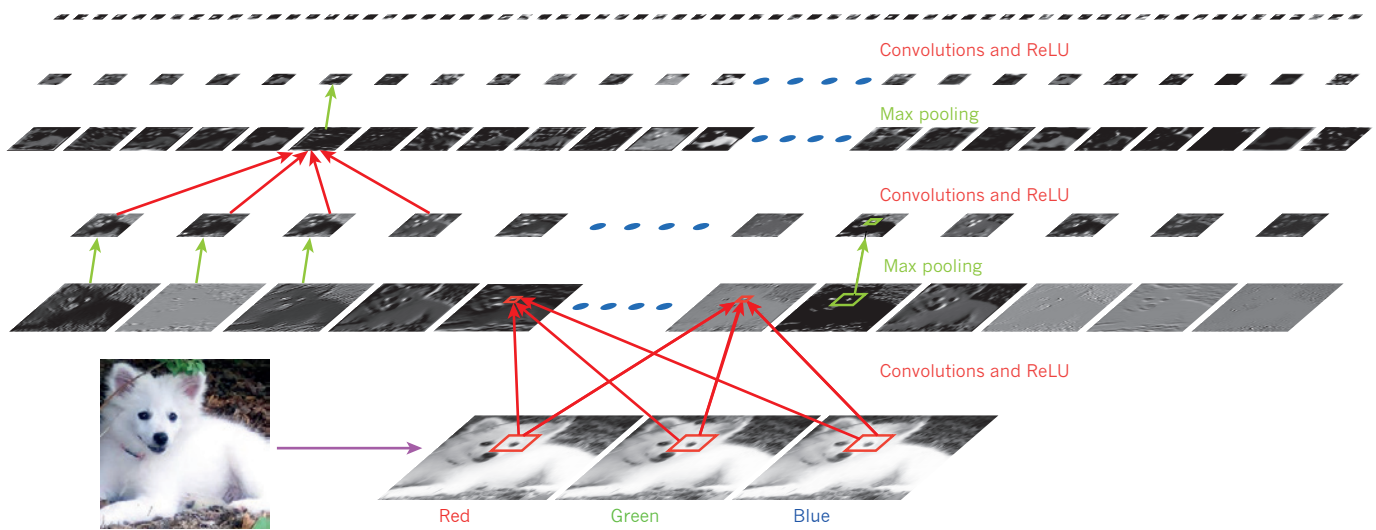 Convolutions and ReLU
Max pooling
Convolutions and ReLU
Max pooling
Convolutions and ReLU
Red
Green
Blue